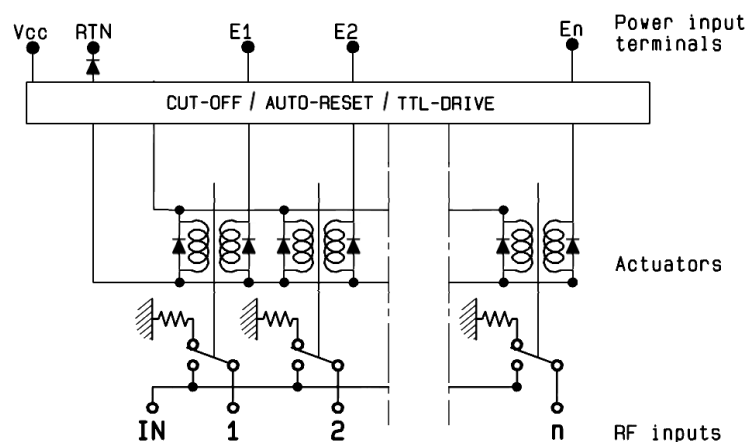 Vcc RTN E1 E2 En Power input
terminals
CUT-OFF / AUTO-RESET / TTL-DRIVE
Actuators
IN 1 2 n RF inputs